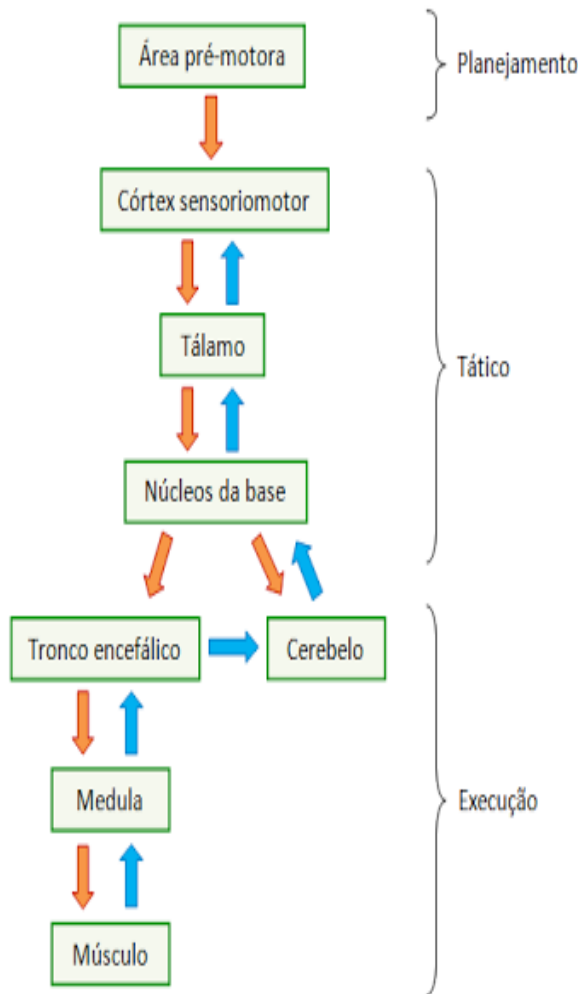 Área pré-motora
Planejamento
Córtex sensoriomotor
Tálamo
Tático
Núcleos da base
Tronco encefálico
Cerebelo
Medula
Execução
Músculo